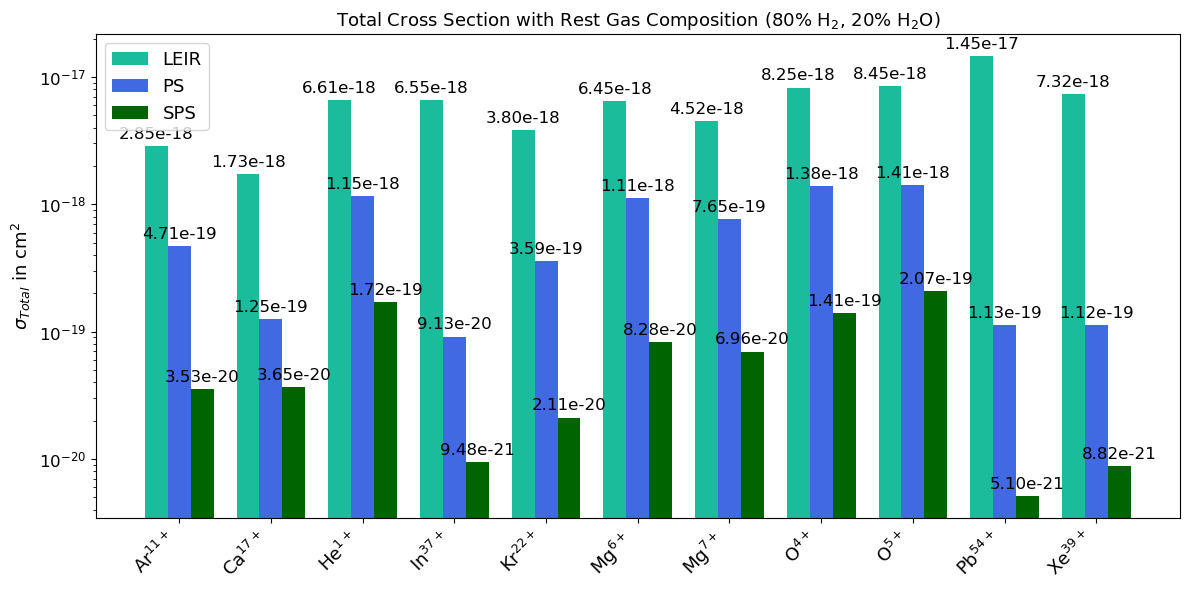 Total Cross Section with Rest Gas Composition (80% H₂, 20% H₂O)
σ_Total in cm²
10⁻¹⁷
10⁻¹⁸
10⁻¹⁹
10⁻²⁰
LEIR
PS
SPS
2.85e-18
1.73e-18
6.61e-18
6.55e-18
3.80e-18
6.45e-18
4.52e-18
8.25e-18
8.45e-18
1.45e-17
7.32e-18
4.71e-19
1.25e-19
1.15e-18
9.13e-20
3.59e-19
1.11e-18
7.65e-19
1.38e-18
1.41e-18
1.13e-19
1.12e-19
3.53e-20
3.65e-20
1.72e-19
9.48e-21
2.11e-20
8.28e-20
6.96e-20
1.41e-19
2.07e-19
5.10e-21
8.82e-21
Ar¹¹⁺
Ca¹⁷⁺
He¹⁺
In³⁷⁺
Kr²²⁺
Mg⁶⁺
Mg⁷⁺
O⁴⁺
O⁵⁺
Pb⁵⁴⁺
Xe³⁹⁺